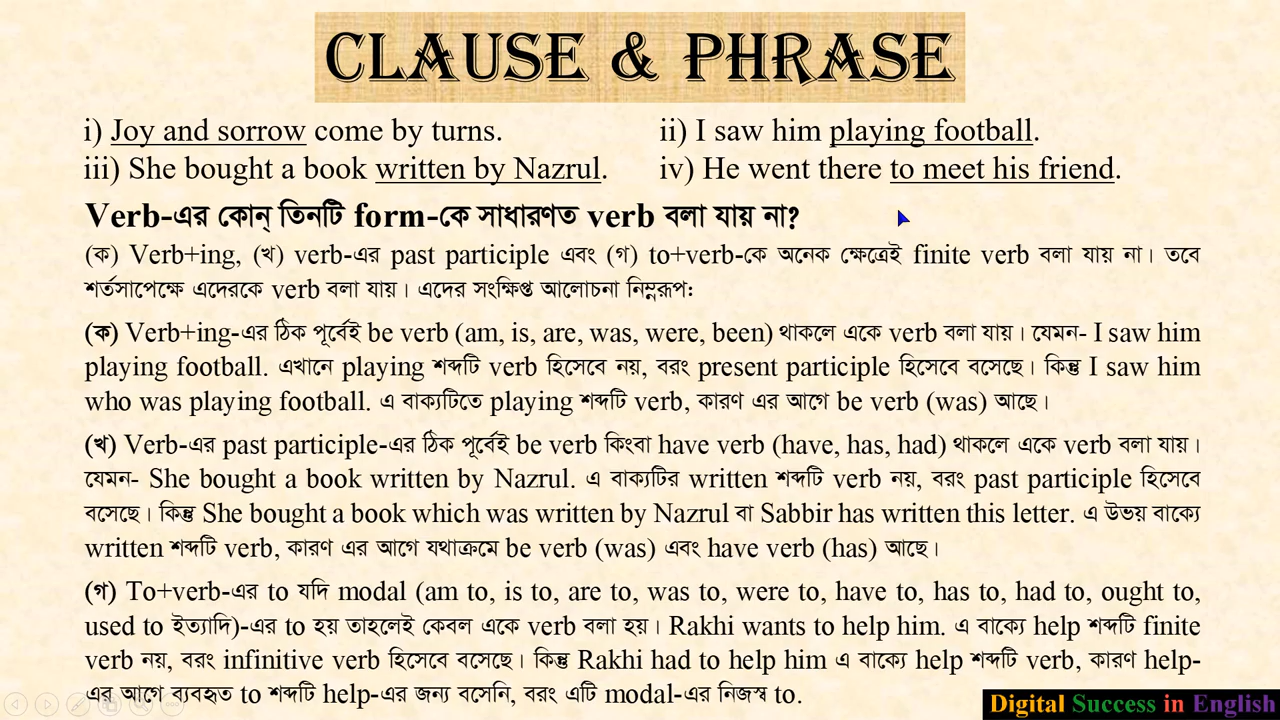 CLAUSE & PHRASE
i) Joy and sorrow come by turns. ii) I saw him playing football.
iii) She bought a book written by Nazrul. iv) He went there to meet his friend.
Verb-এর কোন্ তিনটি form-কে সাধারণত verb বলা যায় না?
(ক) Verb+ing, (খ) verb-এর past participle এবং (গ) to+verb-কে অনেক ক্ষেত্রেই finite verb বলা যায় না। তবে
শর্তসাপেক্ষে এদেরকে verb বলা যায়। এদের সংক্ষিপ্ত আলোচনা নিম্নরূপঃ
(ক) Verb+ing-এর ঠিক পূর্বেই be verb (am, is, are, was, were, been) থাকলে একে verb বলা যায়। যেমন- I saw him
playing football. এখানে playing শব্দটি verb হিসেবে নয়, বরং present participle হিসেবে বসেছে। কিন্তু I saw him
who was playing football. এ বাক্যটিতে playing শব্দটি verb, কারণ এর আগে be verb (was) আছে।
(খ) Verb-এর past participle-এর ঠিক পূর্বেই be verb কিংবা have verb (have, has, had) থাকলে একে verb বলা যায়।
যেমন- She bought a book written by Nazrul. এ বাক্যটির written শব্দটি verb নয়, বরং past participle হিসেবে
বসেছে। কিন্তু She bought a book which was written by Nazrul বা Sabbir has written this letter. এ উভয় বাক্যে
written শব্দটি verb, কারণ এর আগে যথাক্রমে be verb (was) এবং have verb (has) আছে।
(গ) To+verb-এর to যদি modal (am to, is to, are to, was to, were to, have to, has to, had to, ought to,
used to ইত্যাদি)-এর to হয় তাহলেই কেবল একে verb বলা হয়। Rakhi wants to help him. এ বাক্যে help শব্দটি finite
verb নয়, বরং infinitive verb হিসেবে বসেছে। কিন্তু Rakhi had to help him এ বাক্যে help শব্দটি verb, কারণ help-
এর আগে ব্যবহৃত to শব্দটি help-এর জন্য বসেনি, বরং এটি modal-এর নিজস্ব to.
Digital Success in English